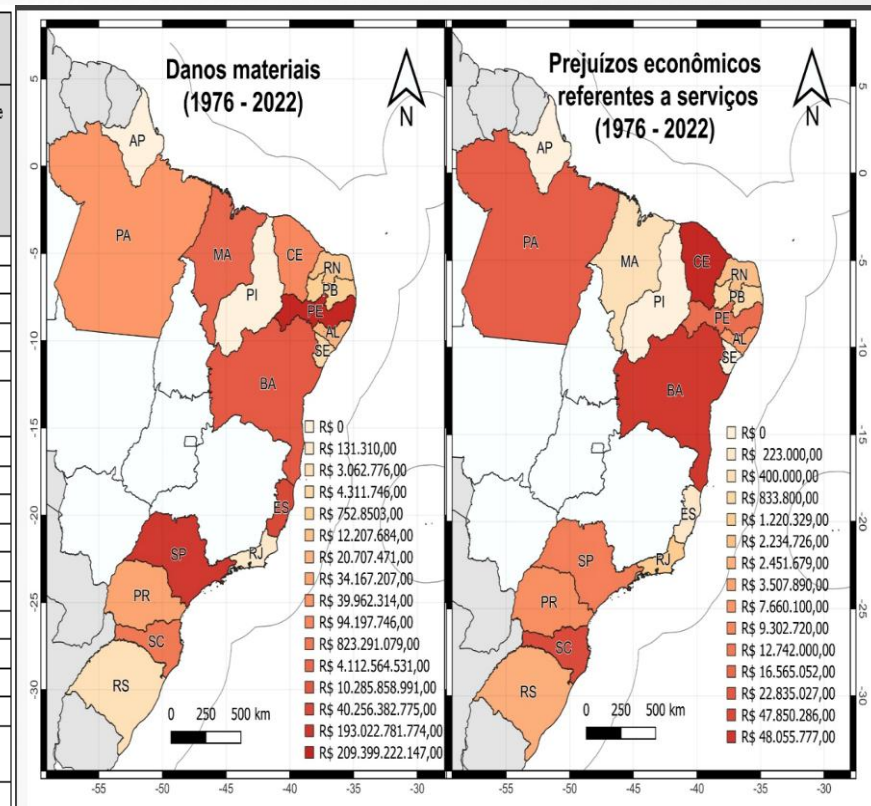 e
Danos materiais
(1976 - 2022)
N
AP
PA
MA
CE
RN
PB
PI
PE
AL
SE
BA
ES
SP
RJ
PR
SC
RS
R$ 0
R$ 131.310,00
R$ 3.062.776,00
R$ 4.311.746,00
R$ 752.8503,00
R$ 12.207.684,00
R$ 20.707.471,00
R$ 34.167.207,00
R$ 39.962.314,00
R$ 94.197.746,00
R$ 823.291.079,00
R$ 4.112.564.531,00
R$ 10.285.858.991,00
R$ 40.256.382.775,00
R$ 193.022.781.774,00
R$ 209.399.222.147,00
0 250 500 km
5
0
-5
-10
-15
-20
-25
-30
-55 -50 -45 -40 -35 -30
Prejuízos econômicos
referentes a serviços
(1976 - 2022)
N
AP
PA
MA
CE
RN
PB
PI
PE
AL
SE
BA
ES
SP
RJ
PR
SC
RS
R$ 0
R$ 223.000,00
R$ 400.000,00
R$ 833.800,00
R$ 1.220.329,00
R$ 2.234.726,00
R$ 2.451.679,00
R$ 3.507.890,00
R$ 7.660.100,00
R$ 9.302.720,00
R$ 12.742.000,00
R$ 16.565.052,00
R$ 22.835.027,00
R$ 47.850.286,00
R$ 48.055.777,00
0 250 500 km
5
0
-5
-10
-15
-20
-25
-30
-55 -50 -45 -40 -35 -30